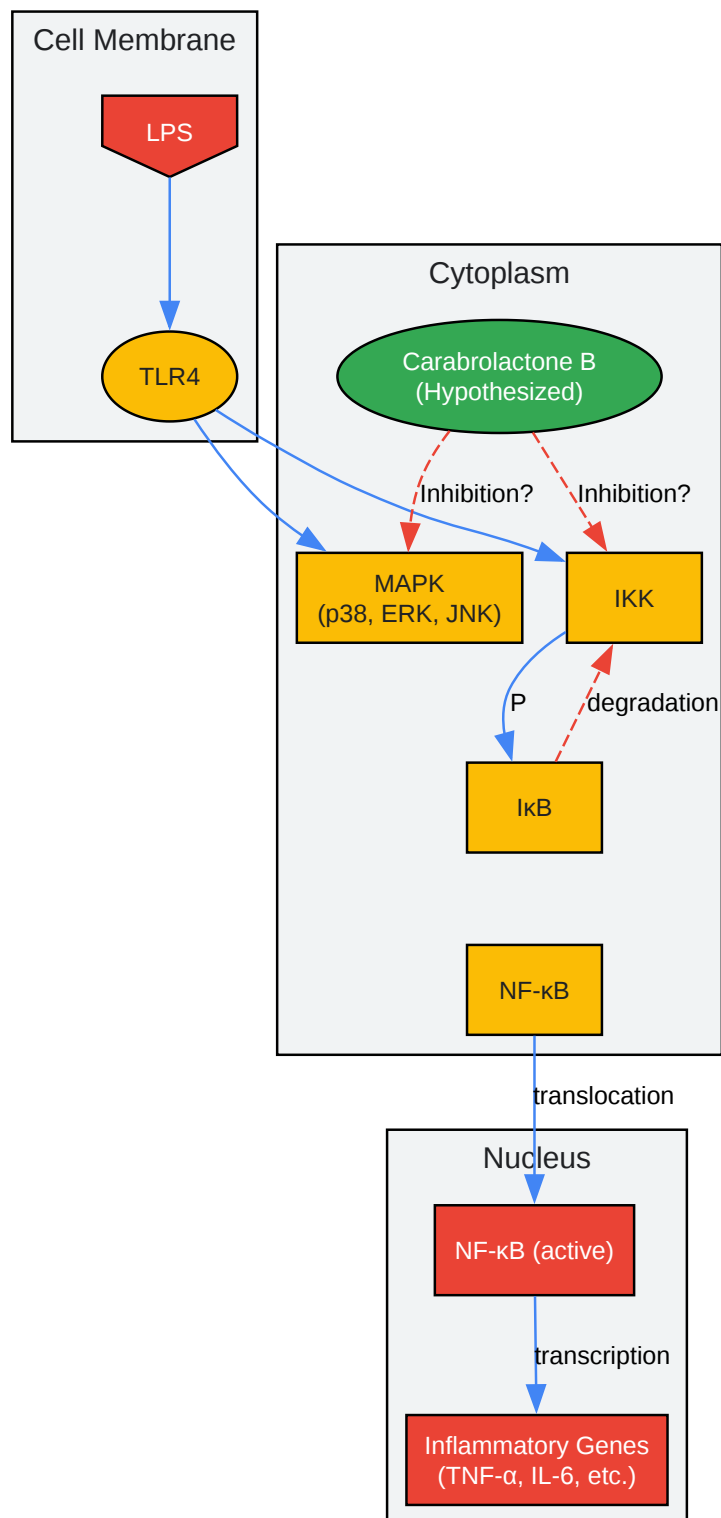 Cell Membrane
LPS
TLR4
Cytoplasm
Carabrolactone B
(Hypothesized)
Inhibition?
Inhibition?
MAPK
(p38, ERK, JNK)
IKK
P
degradation
IκB
NF-κB
translocation
Nucleus
NF-κB (active)
transcription
Inflammatory Genes
(TNF-α, IL-6, etc.)